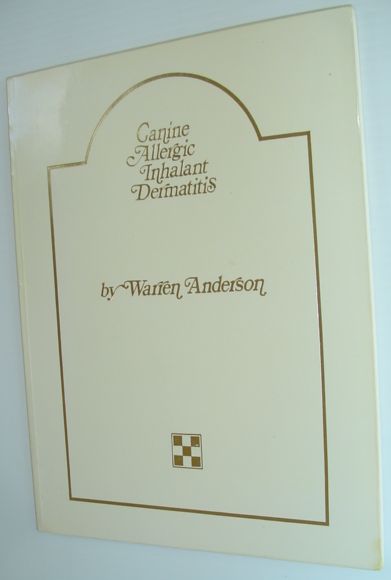 Canine
Allergic
Inhalant
Dermatitis
by Warren Anderson